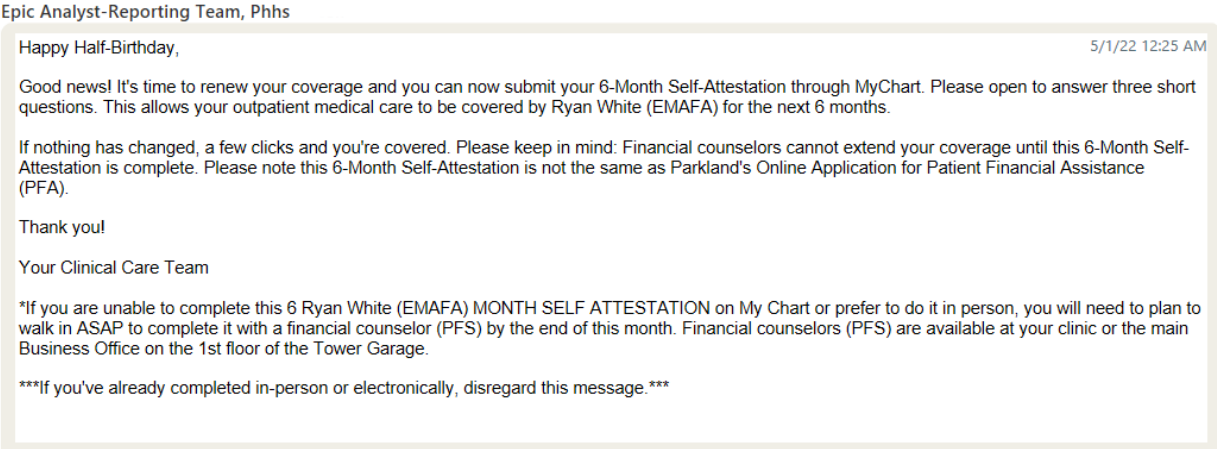 Epic Analyst-Reporting Team, Phhs
Happy Half-Birthday,
5/1/22 12:25 AM
Good news! It's time to renew your coverage and you can now submit your 6-Month Self-Attestation through MyChart. Please open to answer three short
questions. This allows your outpatient medical care to be covered by Ryan White (EMAFA) for the next 6 months.
If nothing has changed, a few clicks and you're covered. Please keep in mind: Financial counselors cannot extend your coverage until this 6-Month Self-
Attestation is complete. Please note this 6-Month Self-Attestation is not the same as Parkland's Online Application for Patient Financial Assistance
(PFA).
Thank you!
Your Clinical Care Team
*If you are unable to complete this 6 Ryan White (EMAFA) MONTH SELF ATTESTATION on My Chart or prefer to do it in person, you will need to plan to
walk in ASAP to complete it with a financial counselor (PFS) by the end of this month. Financial counselors (PFS) are available at your clinic or the main
Business Office on the 1st floor of the Tower Garage.
***If you've already completed in-person or electronically, disregard this message.***